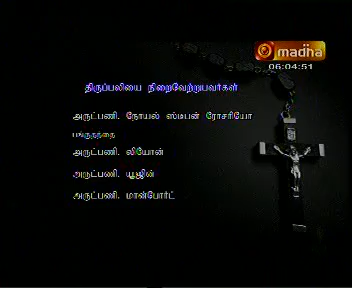 madha
06:04:51
திருப்பலியை நிறைவேற்றுபவர்கள்
அருட்பணி. நோயல் ஸ்மபன் ரோசரியோ
பங்குதந்தை
அருட்பணி. லியோன்
அருட்பணி. யூஜின்
அருட்பணி. மான்போர்ட்